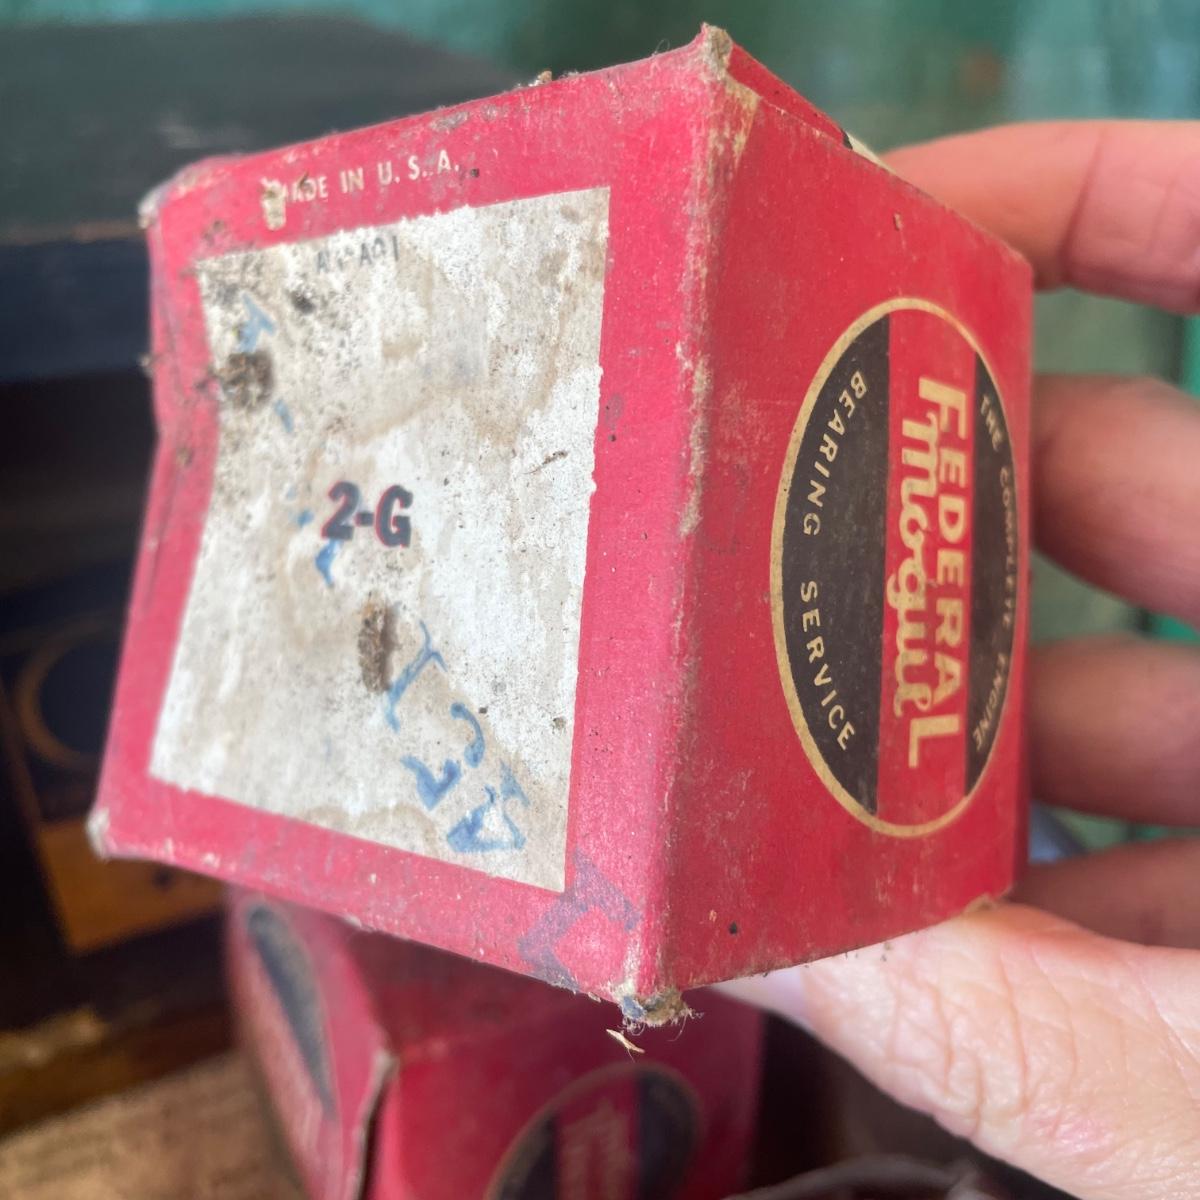 MADE IN U.S.A.
2-G
THE COMPLETE ENGINE
FEDERAL
Mogul
BEARING SERVICE